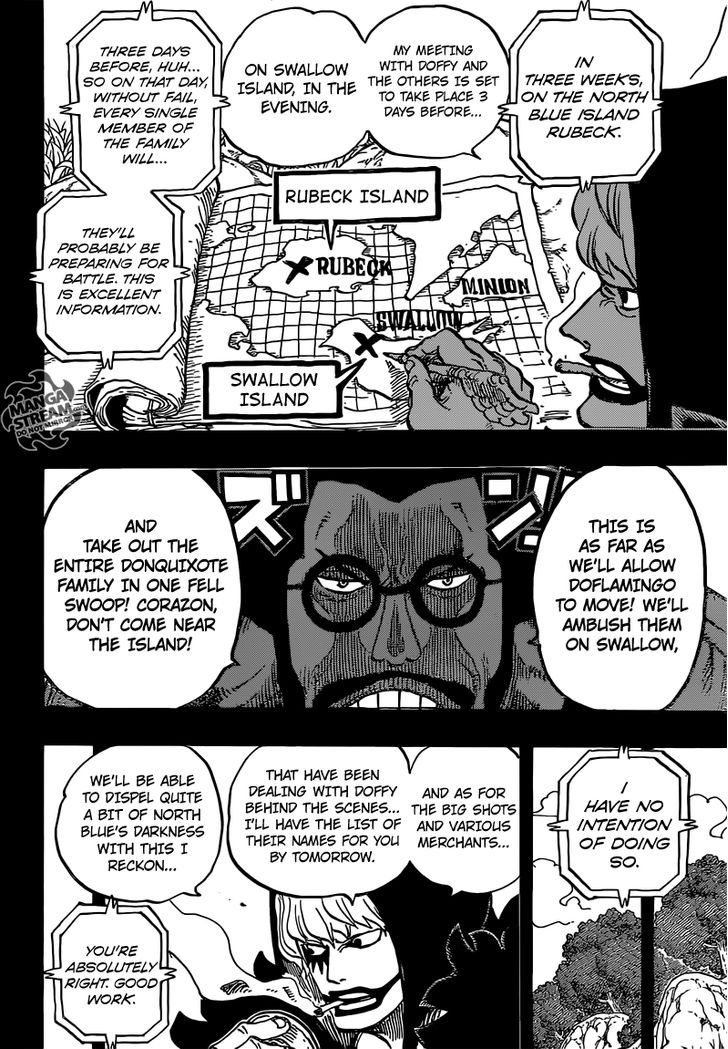 IN
THREE WEEKS,
ON THE NORTH
BLUE ISLAND
RUBECK.
MY MEETING
WITH DOFFY AND
THE OTHERS IS SET
TO TAKE PLACE 3
DAYS BEFORE...
ON SWALLOW
ISLAND, IN THE
EVENING.
THREE DAYS
BEFORE, HUH...
SO ON THAT DAY,
WITHOUT FAIL,
EVERY SINGLE
MEMBER OF
THE FAMILY
WILL...
THEY'LL
PROBABLY BE
PREPARING FOR
BATTLE. THIS
IS EXCELLENT
INFORMATION.
RUBECK ISLAND
RUBECK
MINION
SWALLOW
SWALLOW
ISLAND
MANGA
STREAM
THIS IS
AS FAR AS
WE'LL ALLOW
DOFLAMINGO
TO MOVE! WE'LL
AMBUSH THEM
ON SWALLOW,
AND
TAKE OUT THE
ENTIRE DONQUIXOTE
FAMILY IN ONE FELL
SWOOP! CORAZON,
DON'T COME NEAR
THE ISLAND!
I
HAVE NO
INTENTION
OF DOING
SO.
AND AS FOR
THE BIG SHOTS
AND VARIOUS
MERCHANTS...
THAT HAVE BEEN
DEALING WITH DOFFY
BEHIND THE SCENES...
I'LL HAVE THE LIST OF
THEIR NAMES FOR YOU
BY TOMORROW.
WE'LL BE ABLE
TO DISPEL QUITE
A BIT OF NORTH
BLUE'S DARKNESS
WITH THIS I
RECKON...
YOU'RE
ABSOLUTELY
RIGHT. GOOD
WORK.